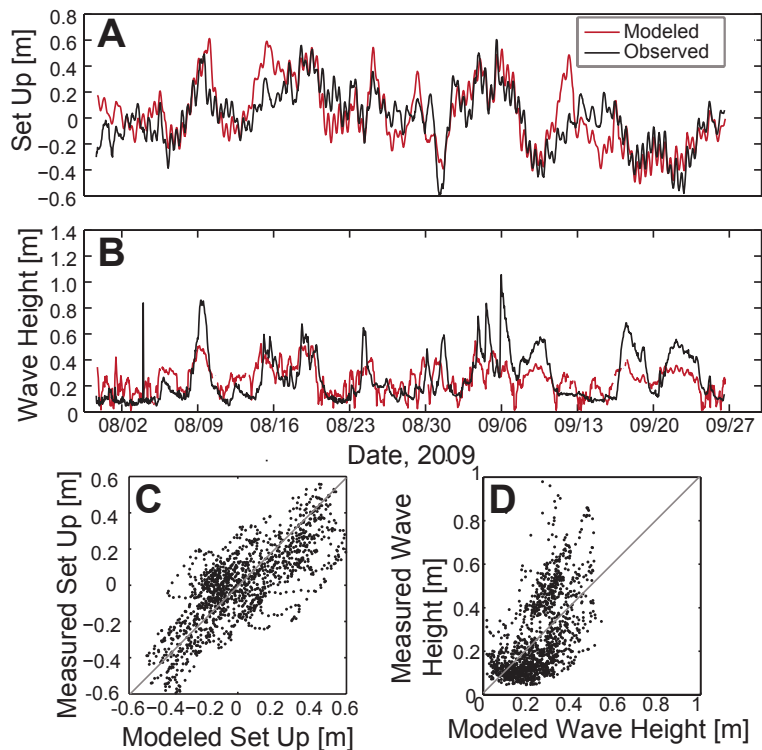 A
Set Up [m]
0.8
0.6
0.4
0.2
0
-0.2
-0.4
-0.6
Modeled
Observed
B
Wave Height [m]
1.4
1.2
1.0
0.8
0.6
0.4
0.2
0
08/02 08/09 08/16 08/23 08/30 09/06 09/13 09/20 09/27
Date, 2009
C
Measured Set Up [m]
0.6
0.4
0.2
0
-0.2
-0.4
-0.6
-0.6 -0.4 -0.2 0 0.2 0.4 0.6
Modeled Set Up [m]
D
Measured Wave
Height [m]
1
0.8
0.6
0.4
0.2
0
0 0.2 0.4 0.6 0.8 1
Modeled Wave Height [m]